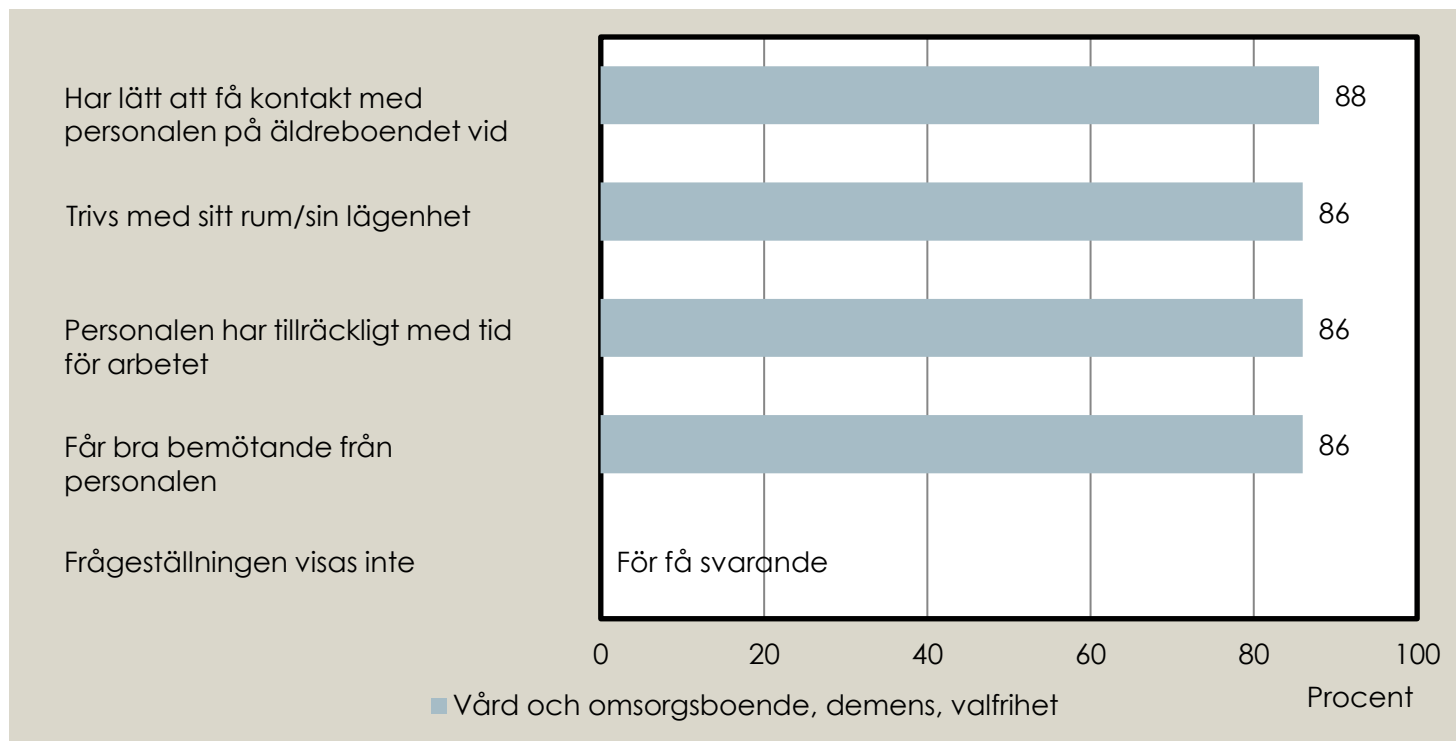 Har lätt att få kontakt med
personalen på äldreboendet vid
88
Trivs med sitt rum/sin lägenhet
86
Personalen har tillräckligt med tid
för arbetet
86
Får bra bemötande från
personalen
86
Frågeställningen visas inte
För få svarande
0 20 40 60 80 100
Procent
Vård och omsorgsboende, demens, valfrihet